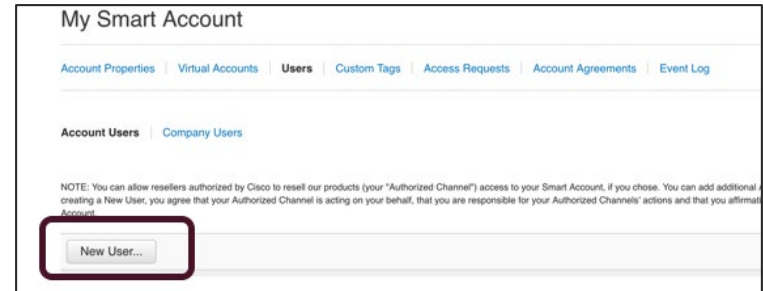 My Smart Account
Account Properties | Virtual Accounts | Users | Custom Tags | Access Requests | Account Agreements | Event Log
Account Users | Company Users
NOTE: You can allow resellers authorized by Cisco to resell our products (your "Authorized Channel") access to your Smart Account, if you chose. You can add additional
creating a New User, you agree that your Authorized Channel is acting on your behalf, that you are responsible for your Authorized Channels' actions and that you
Account.
New User...